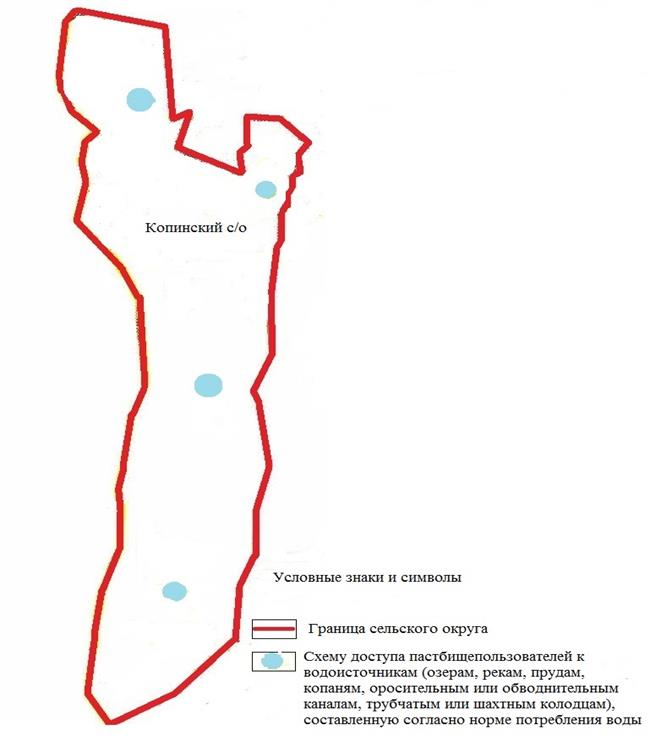 Копинский с/о
Условные знаки и символы
Граница сельского округа
Схему доступа пастбищепользователей к
водоисточникам (озерам, рекам, прудам,
копаням, оросительным или обводнительным
каналам, трубчатым или шахтным колодцам),
составленную согласно норме потребления воды